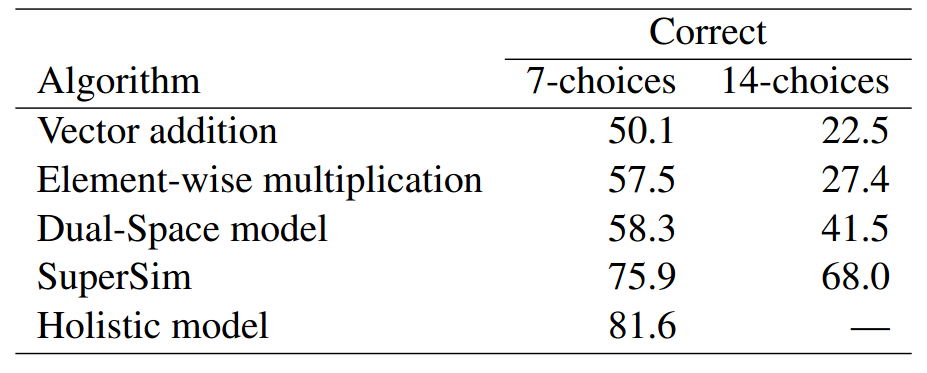 Correct
Algorithm 7-choices 14-choices
Vector addition 50.1 22.5
Element-wise multiplication 57.5 27.4
Dual-Space model 58.3 41.5
SuperSim 75.9 68.0
Holistic model 81.6 —